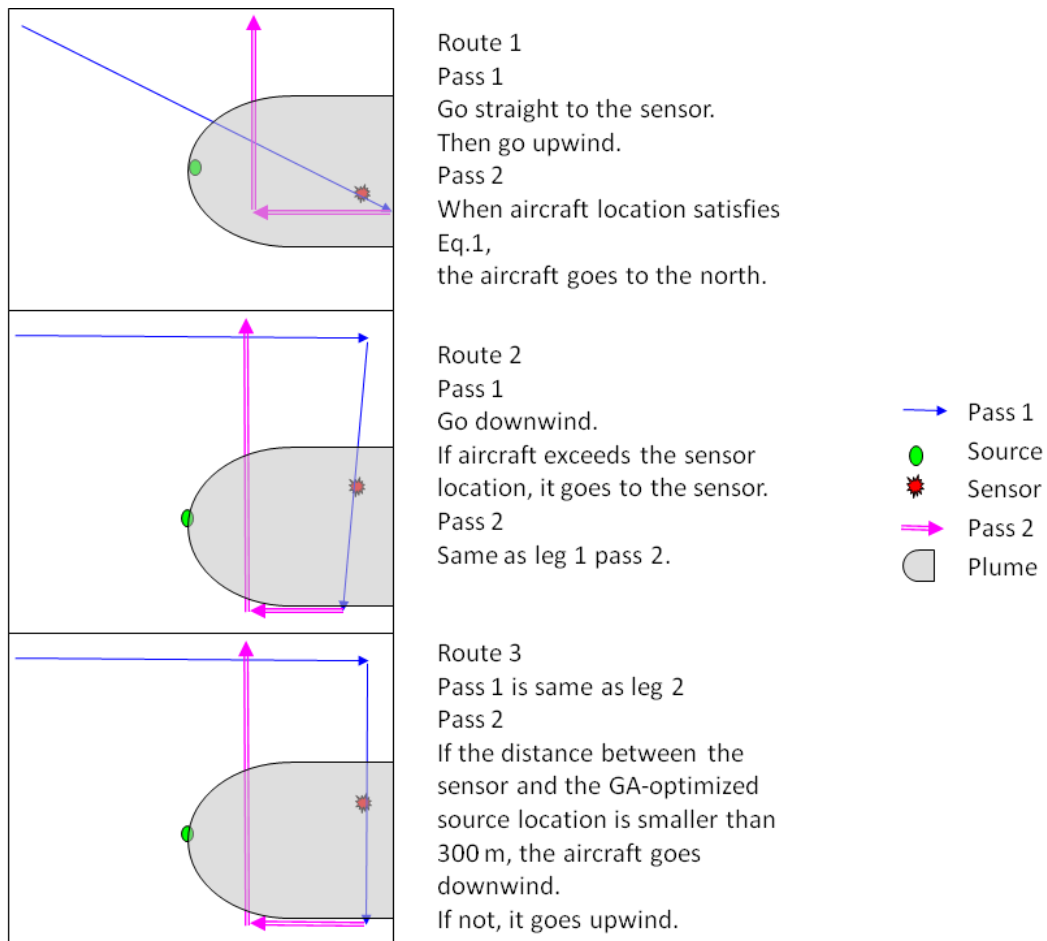 Route 1
Pass 1
Go straight to the sensor.
Then go upwind.
Pass 2
When aircraft location satisfies
Eq.1,
the aircraft goes to the north.
Route 2
Pass 1
Go downwind.
If aircraft exceeds the sensor
location, it goes to the sensor.
Pass 2
Same as leg 1 pass 2.
Pass 1
Source
Sensor
Pass 2
Plume
Route 3
Pass 1 is same as leg 2
Pass 2
If the distance between the
sensor and the GA-optimized
source location is smaller than
300 m, the aircraft goes
downwind.
If not, it goes upwind.